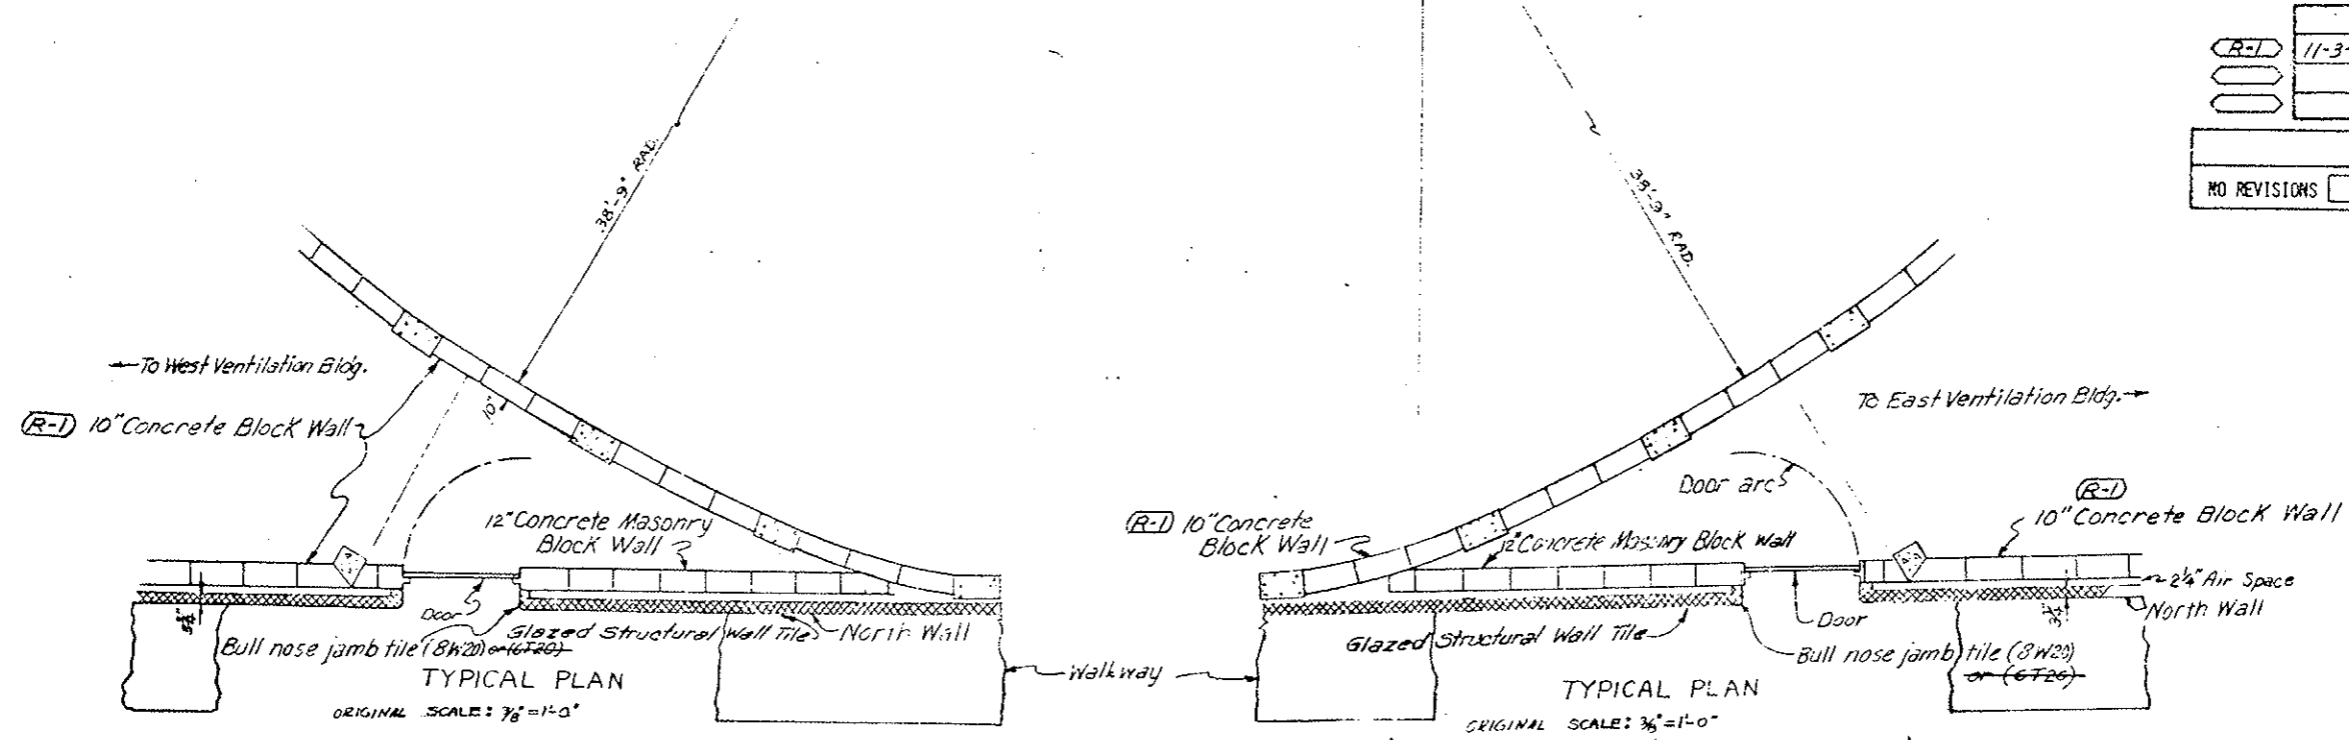 R-1 11-3-
NO REVISIONS
38'-9" RAD.
38'-9" RAD.
←To West Ventilation Bldg.
R-1 10" Concrete Block Wall
10"
12" Concrete Masonry
Block Wall
Door
Bull nose jamb tile (8W20) or (6T20)
Glazed Structural Wall Tile
North Wall
TYPICAL PLAN
ORIGINAL SCALE: 3/8"=1'-0"
Walkway
To East Ventilation Bldg.→
Door arc
R-1 10" Concrete
Block Wall
12" Concrete Masonry Block Wall
R-1
10" Concrete Block Wall
2¼" Air Space
North Wall
Door
Glazed Structural Wall Tile
Bull nose jamb tile (8W20)
or (6T20)
TYPICAL PLAN
ORIGINAL SCALE: 3/8"=1'-0"